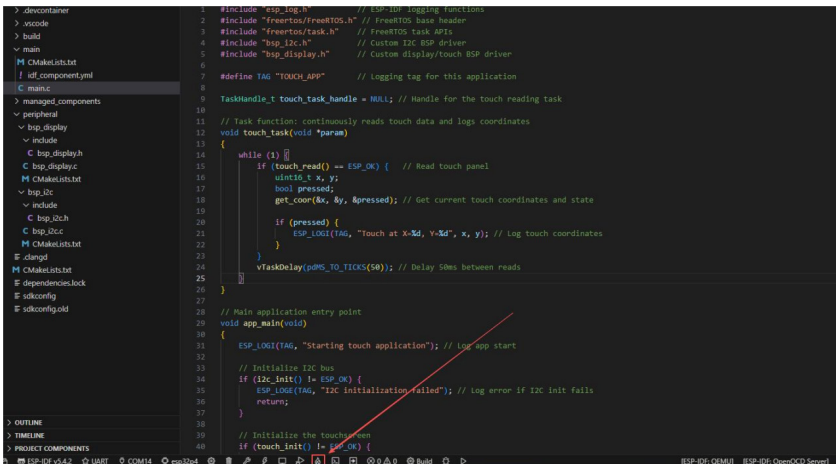 .devcontainer
.vscode
build
main
CMakeLists.txt
idf_component.yml
main.c
managed_components
peripheral
bsp_display
include
bsp_display.h
bsp_display.c
CMakeLists.txt
bsp_i2c
include
bsp_i2c.h
bsp_i2c.c
CMakeLists.txt
.clangd
CMakeLists.txt
dependencies.lock
sdkconfig
sdkconfig.old
OUTLINE
TIMELINE
PROJECT COMPONENTS
1 #include "esp_log.h" // ESP-IDF logging functions
2 #include "freertos/FreeRTOS.h" // FreeRTOS base header
3 #include "freertos/task.h" // FreeRTOS task APIs
4 #include "bsp_i2c.h" // Custom I2C BSP driver
5 #include "bsp_display.h" // Custom display/touch BSP driver
6
7 #define TAG "TOUCH_APP" // Logging tag for this application
8
9 TaskHandle_t touch_task_handle = NULL; // Handle for the touch reading task
10
11 // Task function: continuously reads touch data and logs coordinates
12 void touch_task(void *param)
13 {
14 while (1) {
15 if (touch_read() == ESP_OK) { // Read touch panel
16 uint16_t x, y;
17 bool pressed;
18 get_coor(&x, &y, &pressed); // Get current touch coordinates and state
19
20 if (pressed) {
21 ESP_LOGI(TAG, "Touch at X=%d, Y=%d", x, y); // Log touch coordinates
22 }
23 }
24 vTaskDelay(pdMS_TO_TICKS(50)); // Delay 50ms between reads
25 }
26 }
27
28 // Main application entry point
29 void app_main(void)
30 {
31 ESP_LOGI(TAG, "Starting touch application"); // Log app start
32
33 // Initialize I2C bus
34 if (i2c_init() != ESP_OK) {
35 ESP_LOGE(TAG, "I2C initialization failed"); // Log error if I2C init fails
36 return;
37 }
38
39 // Initialize the touchscreen
40 if (touch_init() != ESP_OK) {
ESP-IDF v5.4.2 UART COM14 esp32p4 0 0 Build [ESP-IDF: QEMU] [ESP-IDF: OpenOCD Server]